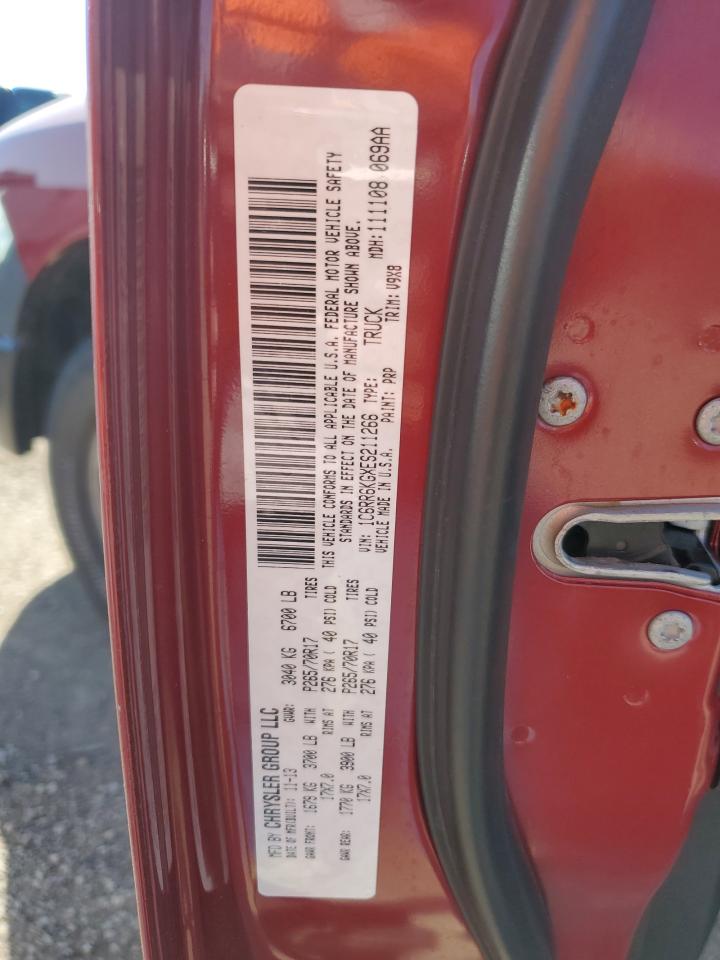 MFD BY CHRYSLER GROUP LLC
DATE OF MFR(BUILT): 11-13 GVWR: 3040 KG 6700 LB
GAWR FRONT: 1679 KG 3700 LB WITH P265/70R17 TIRES
17X7.0 RIMS AT 276 KPA ( 40 PSI) COLD
GAWR REAR: 1770 KG 3900 LB WITH P265/70R17 TIRES
17X7.0 RIMS AT 276 KPA ( 40 PSI) COLD
THIS VEHICLE CONFORMS TO ALL APPLICABLE U.S.A. FEDERAL MOTOR VEHICLE SAFETY
STANDARDS IN EFFECT ON THE DATE OF MANUFACTURE SHOWN ABOVE.
VIN: 1C6RR6KGXES211266 TYPE: TRUCK MDH:111108 069AA
VEHICLE MADE IN U.S.A. PAINT: PRP TRIM: V9X8